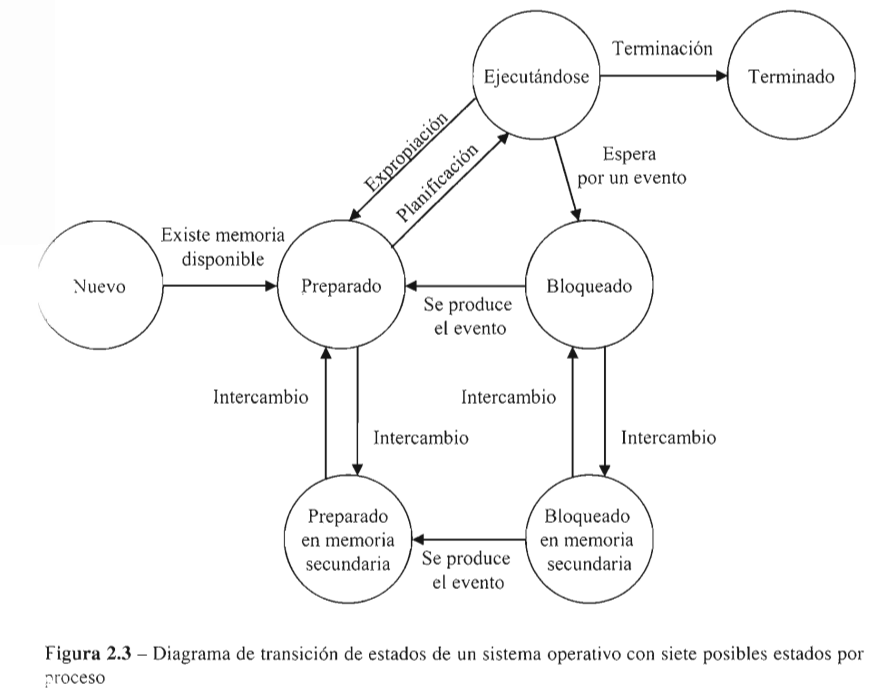 Terminación
Ejecutándose
Terminado
Expropiación
Planificación
Espera
por un evento
Existe memoria
disponible
Nuevo
Preparado
Bloqueado
Se produce
el evento
Intercambio
Intercambio
Intercambio
Intercambio
Preparado
en memoria
secundaria
Bloqueado
en memoria
secundaria
Se produce
el evento
Figura 2.3 – Diagrama de transición de estados de un sistema operativo con siete posibles estados por
proceso